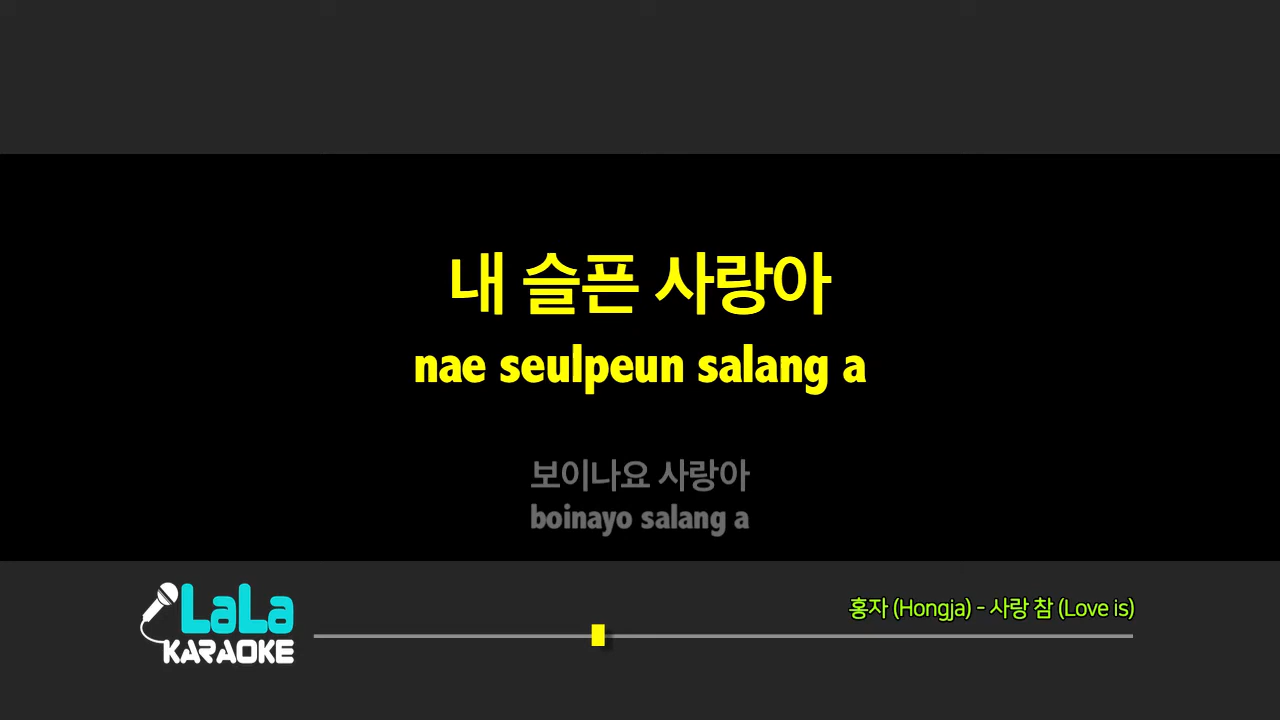 내 슬픈 사랑아
nae seulpeun salang a
보이나요 사랑아
boinayo salang a
홍자 (Hongja) - 사랑 참 (Love is)
LaLa
KARAOKE